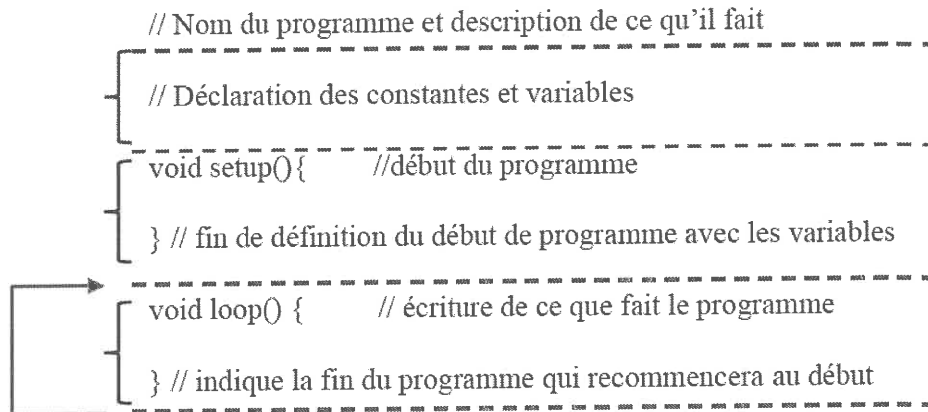 // Nom du programme et description de ce qu'il fait
// Déclaration des constantes et variables
void setup(){ //début du programme
} // fin de définition du début de programme avec les variables
void loop() { // écriture de ce que fait le programme
} // indique la fin du programme qui recommencera au début